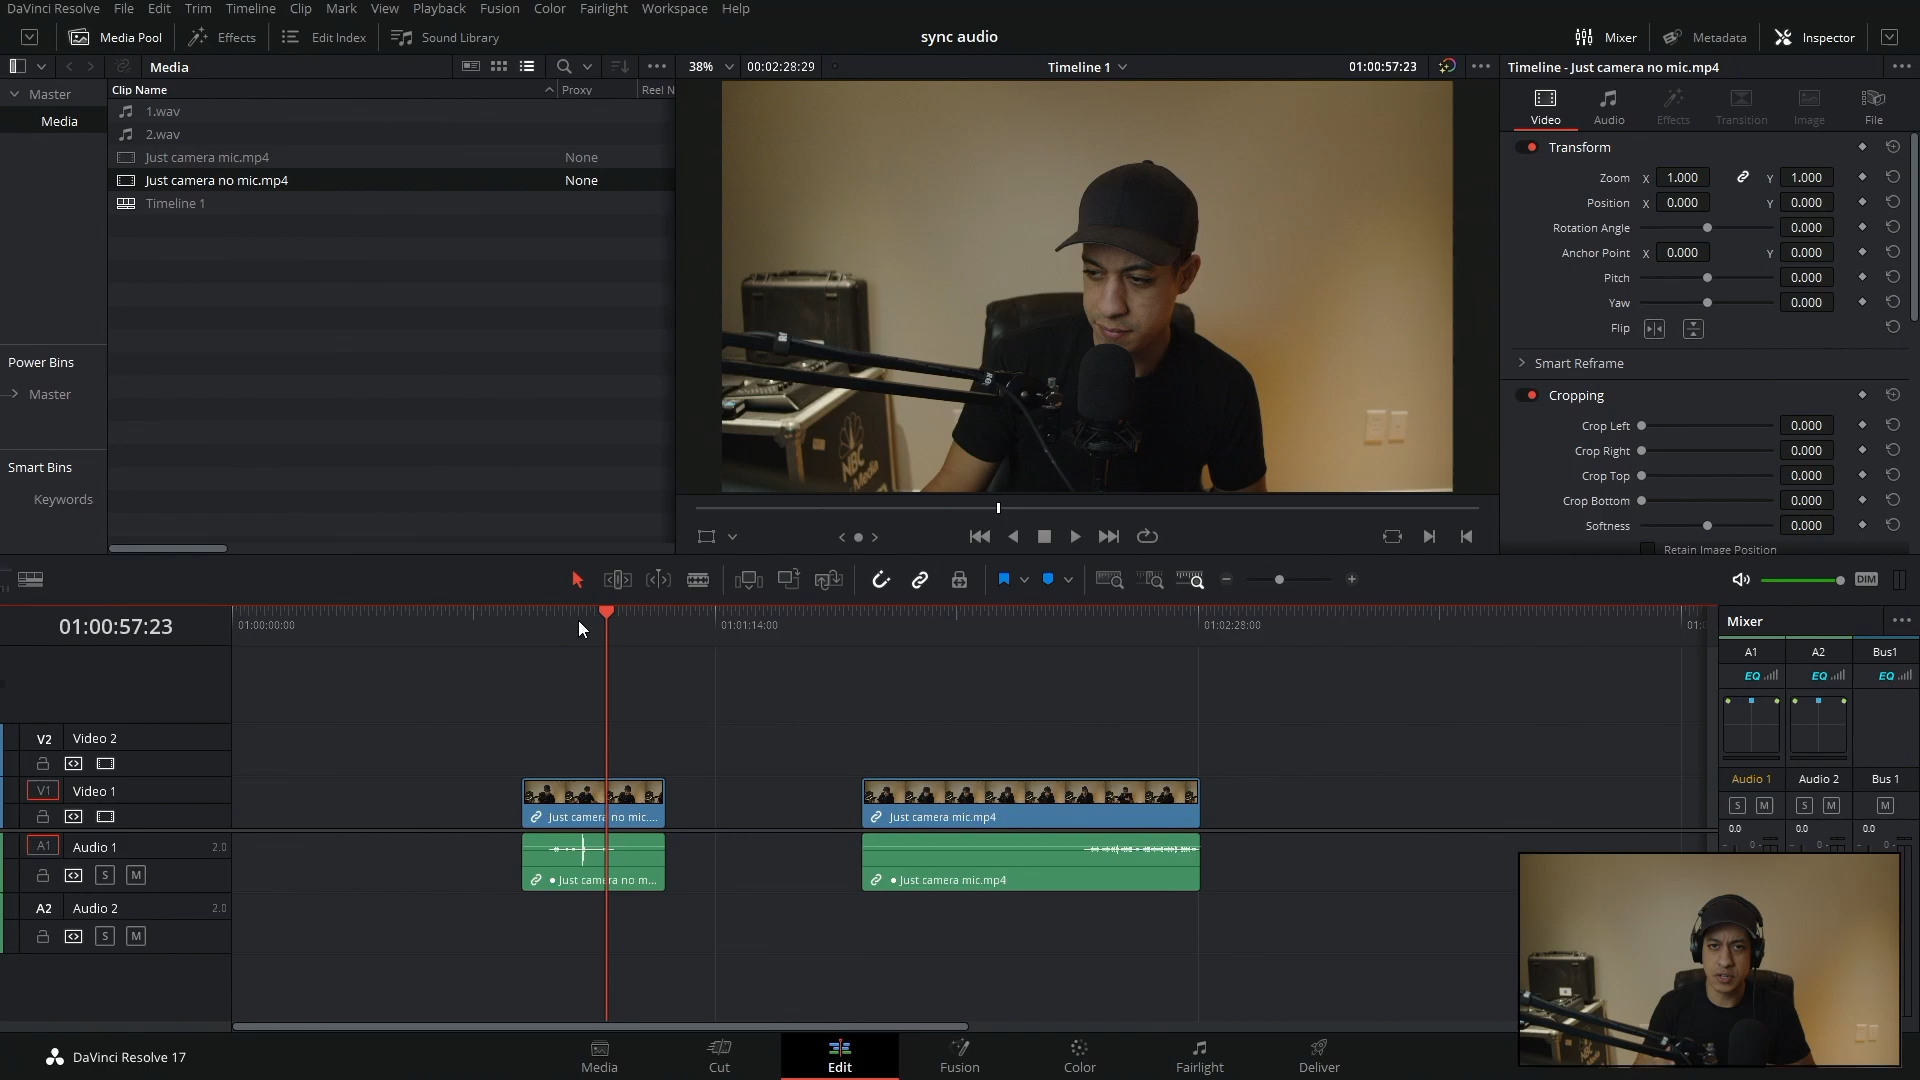 DaVinci Resolve File Edit Trim Timeline Clip Mark View Playback Fusion Color Fairlight Workspace Help
Media Pool Effects Edit Index Sound Library sync audio Mixer Metadata Inspector
Media 38% 00:02:28:29 Timeline 1 01:00:57:23 Timeline - Just camera no mic.mp4
Master
Media
Clip Name Proxy Reel N
1.wav
2.wav
Just camera mic.mp4 None
Just camera no mic.mp4 None
Timeline 1
Power Bins
Master
Smart Bins
Keywords
NBC
Video Audio Effects Transition Image File
Transform
Zoom X 1.000 Y 1.000
Position X 0.000 Y 0.000
Rotation Angle 0.000
Anchor Point X 0.000 Y 0.000
Pitch 0.000
Yaw 0.000
Flip
Smart Reframe
Cropping
Crop Left 0.000
Crop Right 0.000
Crop Top 0.000
Crop Bottom 0.000
Softness 0.000
Retain Image Position
DIM
01:00:57:23
01:00:00:00 01:01:14:00 01:02:28:00
V2 Video 2
V1 Video 1
Just camera no mic.... Just camera mic.mp4
A1 Audio 1 2.0
S M
Just camera no m... Just camera mic.mp4
A2 Audio 2 2.0
S M
Mixer
A1 A2 Bus1
EQ EQ EQ
Audio 1 Audio 2 Bus 1
S M S M M
0.0 0.0 0.0
DaVinci Resolve 17
Media Cut Edit Fusion Color Fairlight Deliver